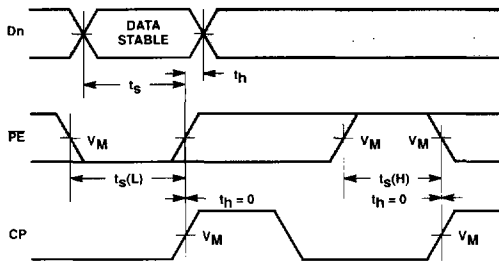 Dn
DATA
STABLE
ts
th
PE
VM
VM
VM
ts(L)
ts(H)
th = 0
th = 0
CP
VM
VM